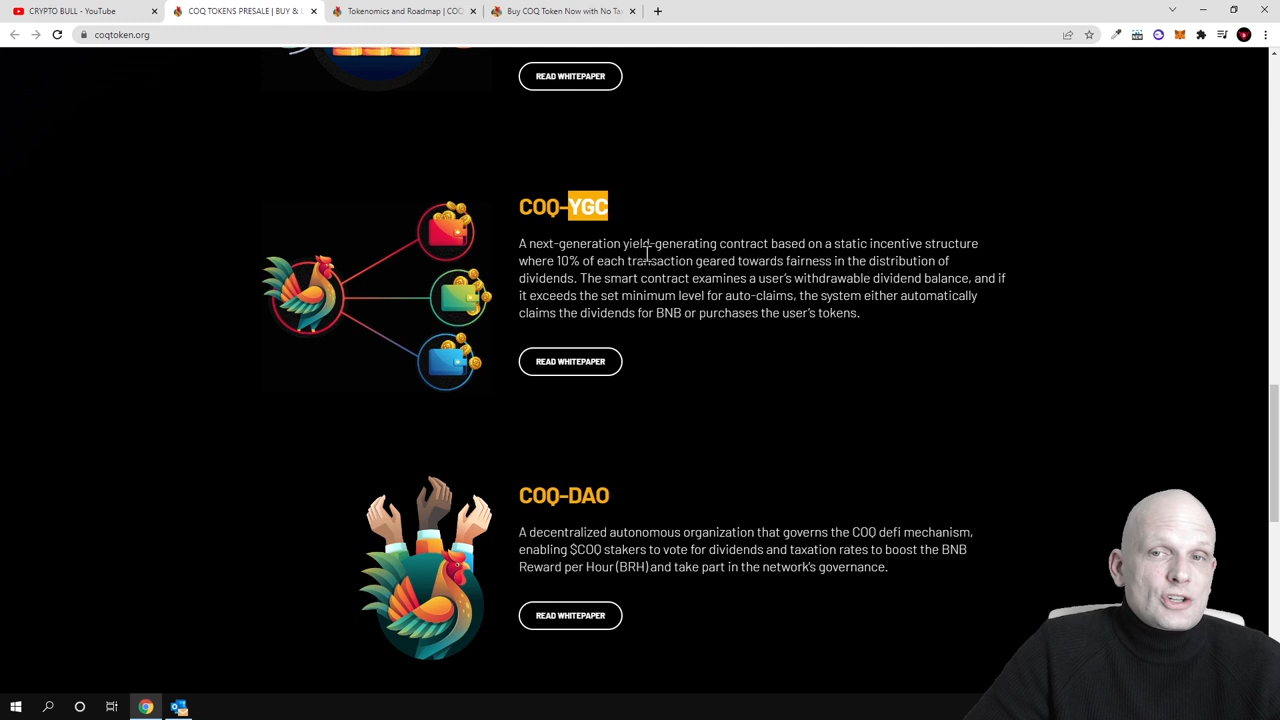 CRYPTO BULL - YouTube
COQ TOKENS PRESALE | BUY & L
Tokenomics and Roadmap | COQ
Buy COQ Token Now with No Ta
coqtoken.org
READ WHITEPAPER
COQ-YGC
A next-generation yield-generating contract based on a static incentive structure
where 10% of each transaction geared towards fairness in the distribution of
dividends. The smart contract examines a user's withdrawable dividend balance, and if
it exceeds the set minimum level for auto-claims, the system either automatically
claims the dividends for BNB or purchases the user's tokens.
READ WHITEPAPER
COQ-DAO
A decentralized autonomous organization that governs the COQ defi mechanism,
enabling $COQ stakers to vote for dividends and taxation rates to boost the BNB
Reward per Hour (BRH) and take part in the network's governance.
READ WHITEPAPER